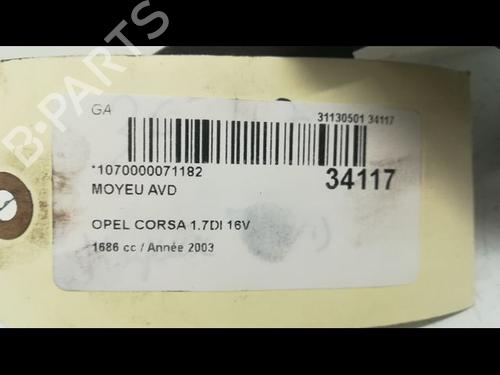 GA
31130501 34117
*1070000071182
34117
MOYEU AVD
OPEL CORSA 1.7DI 16V
1686 cc / Année 2003
B-PARTS